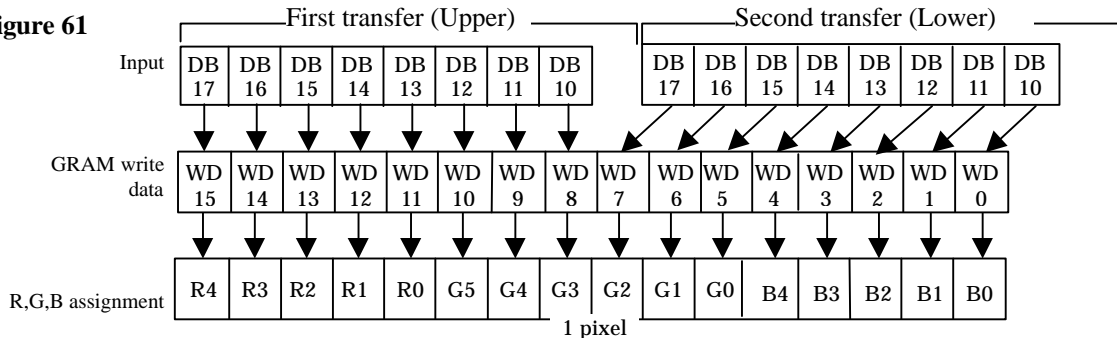 igure 61
First transfer (Upper) Second transfer (Lower)
Input DB 17 DB 16 DB 15 DB 14 DB 13 DB 12 DB 11 DB 10 DB 17 DB 16 DB 15 DB 14 DB 13 DB 12 DB 11 DB 10
GRAM write data WD 15 WD 14 WD 13 WD 12 WD 11 WD 10 WD 9 WD 8 WD 7 WD 6 WD 5 WD 4 WD 3 WD 2 WD 1 WD 0
R,G,B assignment R4 R3 R2 R1 R0 G5 G4 G3 G2 G1 G0 B4 B3 B2 B1 B0
1 pixel